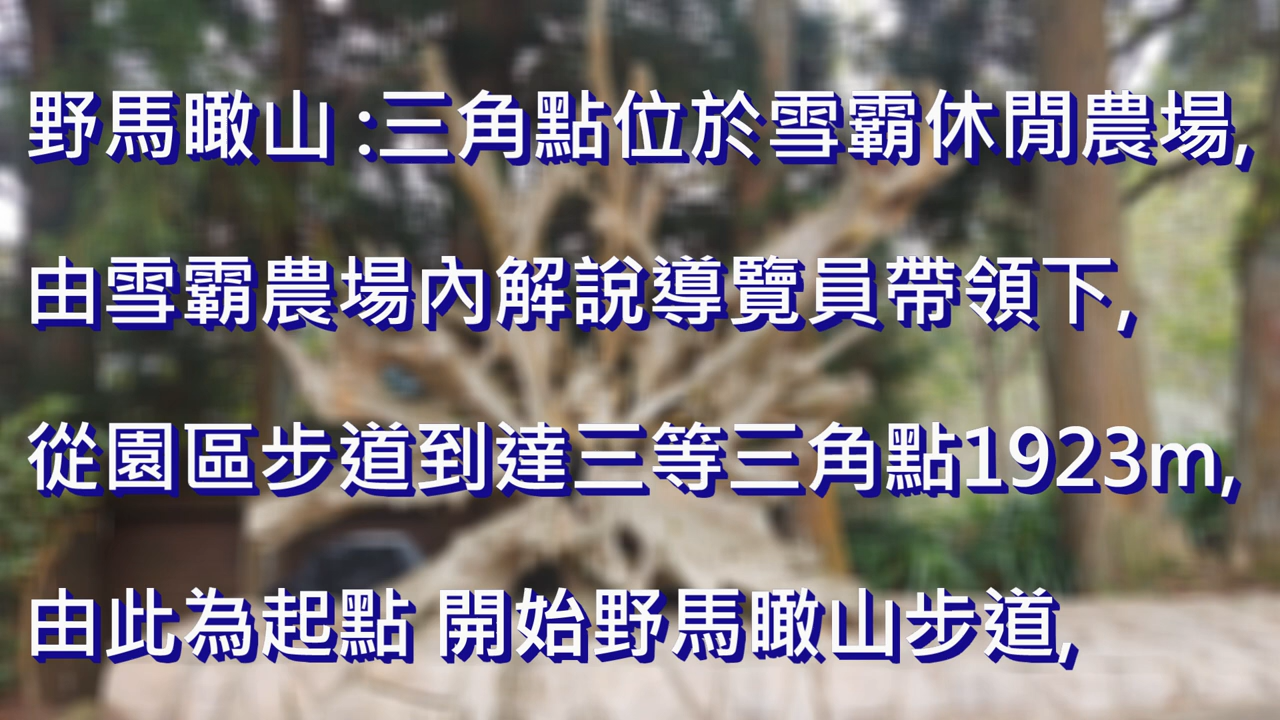 野馬瞰山 :三角點位於雪霸休閒農場,
由雪霸農場內解說導覽員帶領下,
從園區步道到達三等三角點1923m,
由此為起點 開始野馬瞰山步道,